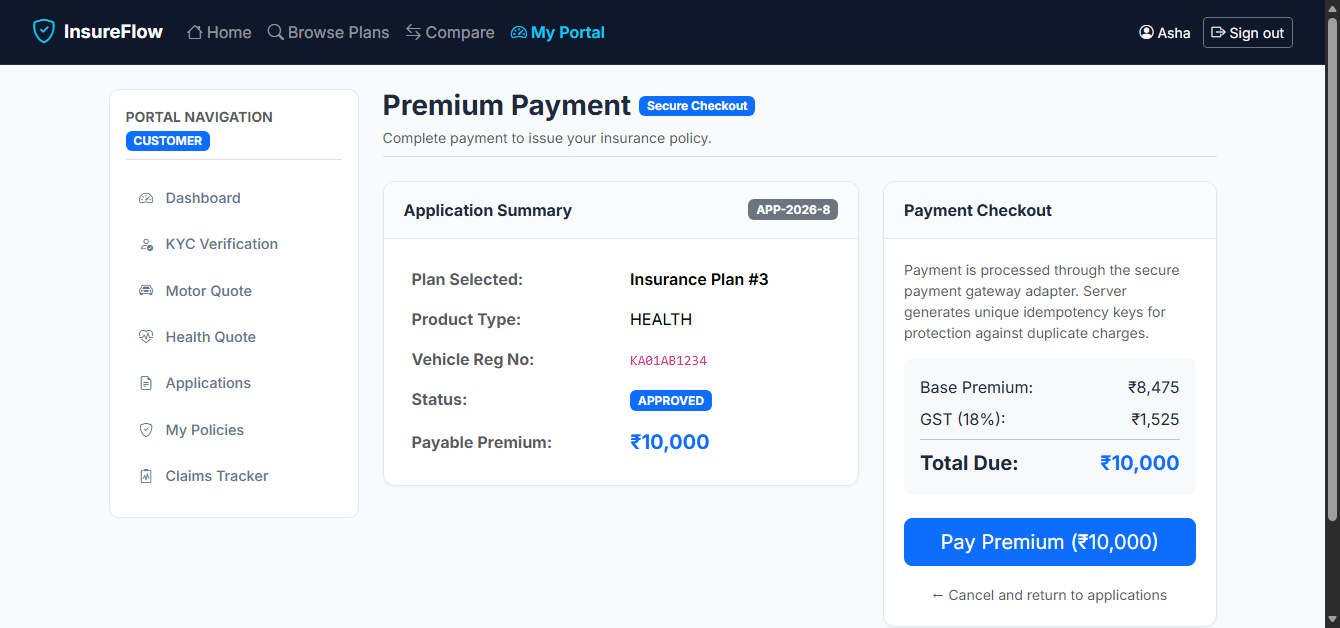 InsureFlow Home Browse Plans Compare My Portal Asha Sign out
PORTAL NAVIGATION
CUSTOMER
Dashboard
KYC Verification
Motor Quote
Health Quote
Applications
My Policies
Claims Tracker
Premium Payment Secure Checkout
Complete payment to issue your insurance policy.
Application Summary APP-2026-8
Plan Selected: Insurance Plan #3
Product Type: HEALTH
Vehicle Reg No: KA01AB1234
Status: APPROVED
Payable Premium: ₹10,000
Payment Checkout
Payment is processed through the secure
payment gateway adapter. Server
generates unique idempotency keys for
protection against duplicate charges.
Base Premium: ₹8,475
GST (18%): ₹1,525
Total Due: ₹10,000
Pay Premium (₹10,000)
← Cancel and return to applications